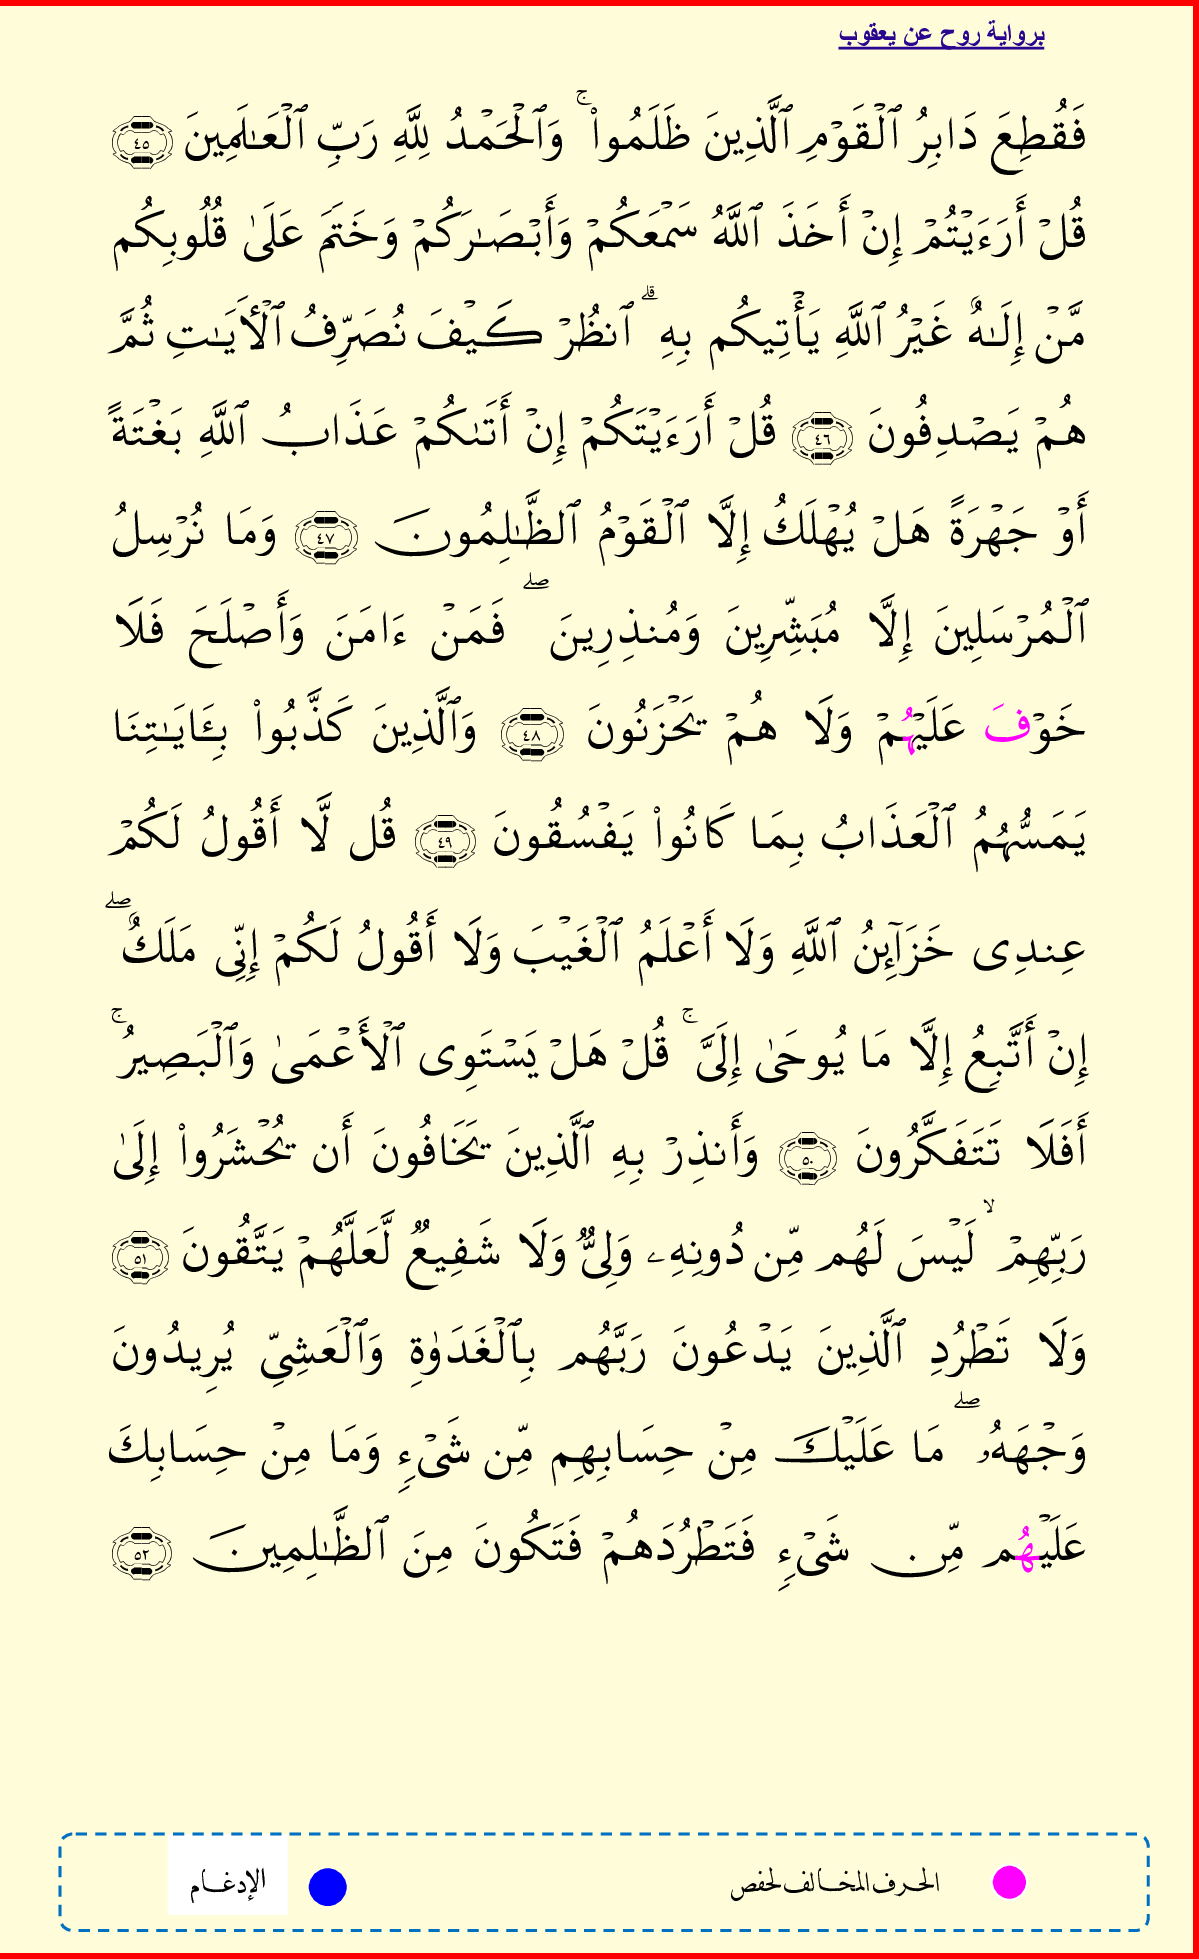 برواية روح عن يعقوب
فَقُطِعَ دَابِرُ ٱلْقَوْمِ ٱلَّذِينَ ظَلَمُوا۟ ۚ وَٱلْحَمْدُ لِلَّهِ رَبِّ ٱلْعَـٰلَمِينَ ٤٥
قُلْ أَرَءَيْتُمْ إِنْ أَخَذَ ٱللَّهُ سَمْعَكُمْ وَأَبْصَـٰرَكُمْ وَخَتَمَ عَلَىٰ قُلُوبِكُم
مَّنْ إِلَـٰهٌ غَيْرُ ٱللَّهِ يَأْتِيكُم بِهِ ۗ ٱنظُرْ كَيْفَ نُصَرِّفُ ٱلْأَيَـٰتِ ثُمَّ
هُمْ يَصْدِفُونَ ٤٦ قُلْ أَرَءَيْتَكُمْ إِنْ أَتَىٰكُمْ عَذَابُ ٱللَّهِ بَغْتَةً
أَوْ جَهْرَةً هَلْ يُهْلَكُ إِلَّا ٱلْقَوْمُ ٱلظَّـٰلِمُونَ ٤٧ وَمَا نُرْسِلُ
ٱلْمُرْسَلِينَ إِلَّا مُبَشِّرِينَ وَمُنذِرِينَ ۖ فَمَنْ ءَامَنَ وَأَصْلَحَ فَلَا
خَوْفَ عَلَيْهُمْ وَلَا هُمْ يَحْزَنُونَ ٤٨ وَٱلَّذِينَ كَذَّبُوا۟ بِـَٔايَـٰتِنَا
يَمَسُّهُمُ ٱلْعَذَابُ بِمَا كَانُوا۟ يَفْسُقُونَ ٤٩ قُل لَّا أَقُولُ لَكُمْ
عِندِى خَزَآئِنُ ٱللَّهِ وَلَا أَعْلَمُ ٱلْغَيْبَ وَلَا أَقُولُ لَكُمْ إِنِّى مَلَكٌ ۖ
إِنْ أَتَّبِعُ إِلَّا مَا يُوحَىٰ إِلَىَّ ۚ قُلْ هَلْ يَسْتَوِى ٱلْأَعْمَىٰ وَٱلْبَصِيرُ ۚ
أَفَلَا تَتَفَكَّرُونَ ٥٠ وَأَنذِرْ بِهِ ٱلَّذِينَ يَخَافُونَ أَن يُحْشَرُوا۟ إِلَىٰ
رَبِّهِمْ ۙ لَيْسَ لَهُم مِّن دُونِهِۦ وَلِىٌّ وَلَا شَفِيعٌ لَّعَلَّهُمْ يَتَّقُونَ ٥١
وَلَا تَطْرُدِ ٱلَّذِينَ يَدْعُونَ رَبَّهُم بِٱلْغَدَوٰةِ وَٱلْعَشِىِّ يُرِيدُونَ
وَجْهَهُۥ ۖ مَا عَلَيْكَ مِنْ حِسَابِهِم مِّن شَىْءٍ وَمَا مِنْ حِسَابِكَ
عَلَيْهُم مِّن شَىْءٍ فَتَطْرُدَهُمْ فَتَكُونَ مِنَ ٱلظَّـٰلِمِينَ ٥٢
الحرف المخالف لحفص
الإدغام